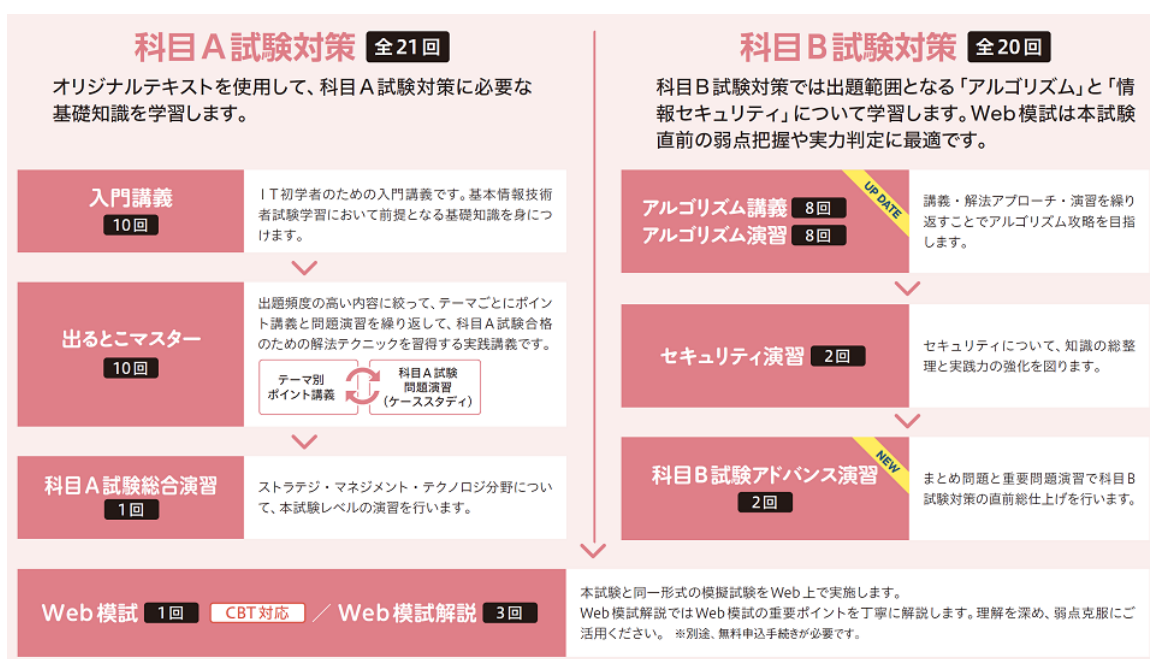 科目A試験対策 全21回
オリジナルテキストを使用して、科目A試験対策に必要な
基礎知識を学習します。
入門講義
10回
IT初学者のための入門講義です。基本情報技術
者試験学習において前提となる基礎知識を身につ
けます。
出るとこマスター
10回
出題頻度の高い内容に絞って、テーマごとにポイン
ト講義と問題演習を繰り返して、科目A試験合格
のための解法テクニックを習得する実践講義です。
テーマ別
ポイント講義
科目A試験
問題演習
(ケーススタディ)
科目A試験総合演習
1回
ストラテジ・マネジメント・テクノロジ分野につい
て、本試験レベルの演習を行います。
科目B試験対策 全20回
科目B試験対策では出題範囲となる「アルゴリズム」と「情
報セキュリティ」について学習します。Web模試は本試験
直前の弱点把握や実力判定に最適です。
アルゴリズム講義 8回
アルゴリズム演習 8回
UP DATE
講義・解法アプローチ・演習を繰り
返すことでアルゴリズム攻略を目指
します。
セキュリティ演習 2回
セキュリティについて、知識の総整
理と実践力の強化を図ります。
科目B試験アドバンス演習
2回
NEW
まとめ問題と重要問題演習で科目B
試験対策の直前総仕上げを行います。
Web模試 1回 CBT対応 / Web模試解説 3回
本試験と同一形式の模擬試験をWeb上で実施します。
Web模試解説ではWeb模試の重要ポイントを丁寧に解説します。理解を深め、弱点克服にご
活用ください。 ※別途、無料申込手続きが必要です。